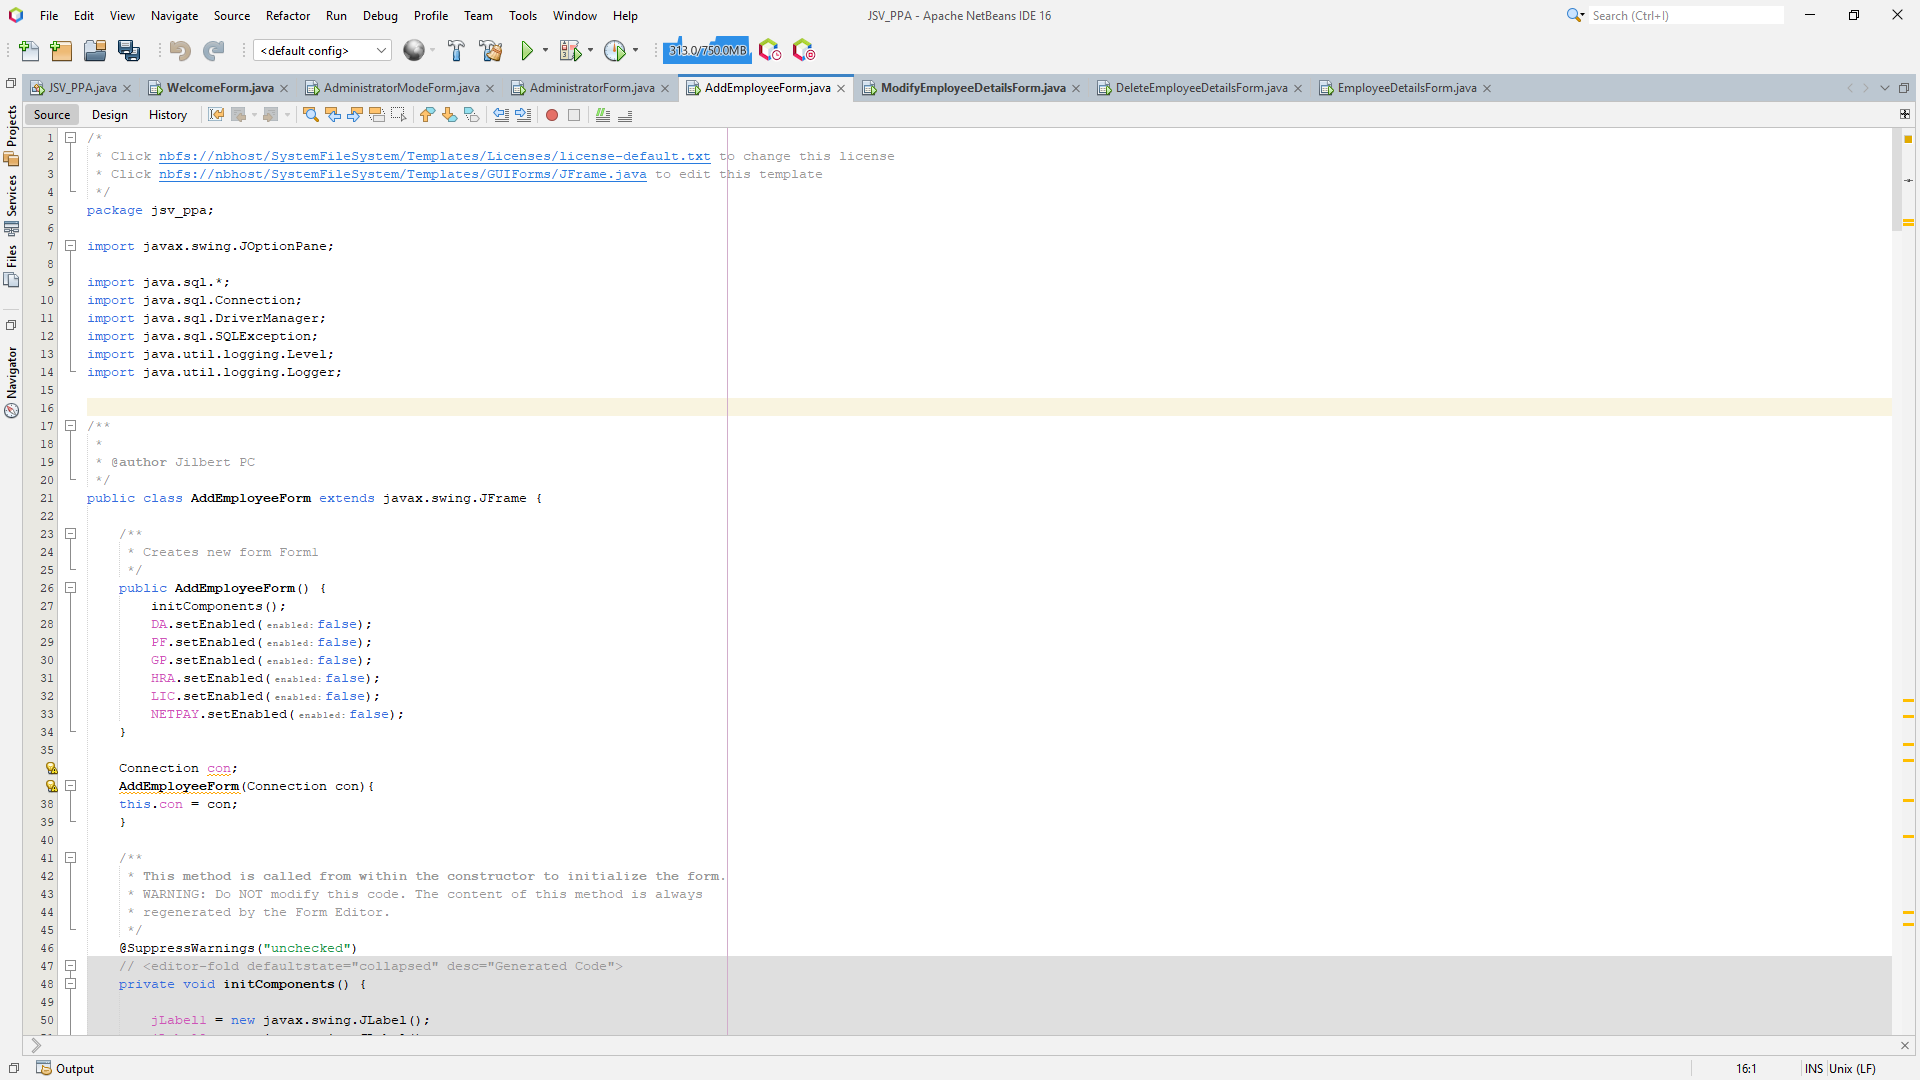 File Edit View Navigate Source Refactor Run Debug Profile Team Tools Window Help JSV_PPA - Apache NetBeans IDE 16 Search (Ctrl+I)
<default config> 313.0/750.0MB
JSV_PPA.java WelcomeForm.java AdministratorModeForm.java AdministratorForm.java AddEmployeeForm.java ModifyEmployeeDetailsForm.java DeleteEmployeeDetailsForm.java EmployeeDetailsForm.java
Source Design History
Projects
Services
Files
Navigator
1 /*
2 * Click nbfs://nbhost/SystemFileSystem/Templates/Licenses/license-default.txt to change this license
3 * Click nbfs://nbhost/SystemFileSystem/Templates/GUIForms/JFrame.java to edit this template
4 */
5 package jsv_ppa;
6
7 import javax.swing.JOptionPane;
8
9 import java.sql.*;
10 import java.sql.Connection;
11 import java.sql.DriverManager;
12 import java.sql.SQLException;
13 import java.util.logging.Level;
14 import java.util.logging.Logger;
15
16
17 /**
18 *
19 * @author Jilbert PC
20 */
21 public class AddEmployeeForm extends javax.swing.JFrame {
22
23 /**
24 * Creates new form Form1
25 */
26 public AddEmployeeForm() {
27 initComponents();
28 DA.setEnabled( enabled: false);
29 PF.setEnabled( enabled: false);
30 GP.setEnabled( enabled: false);
31 HRA.setEnabled( enabled: false);
32 LIC.setEnabled( enabled: false);
33 NETPAY.setEnabled( enabled: false);
34 }
35
Connection con;
AddEmployeeForm(Connection con){
38 this.con = con;
39 }
40
41 /**
42 * This method is called from within the constructor to initialize the form.
43 * WARNING: Do NOT modify this code. The content of this method is always
44 * regenerated by the Form Editor.
45 */
46 @SuppressWarnings("unchecked")
47 // <editor-fold defaultstate="collapsed" desc="Generated Code">
48 private void initComponents() {
49
50 jLabel1 = new javax.swing.JLabel();
Output 16:1 INS Unix (LF)